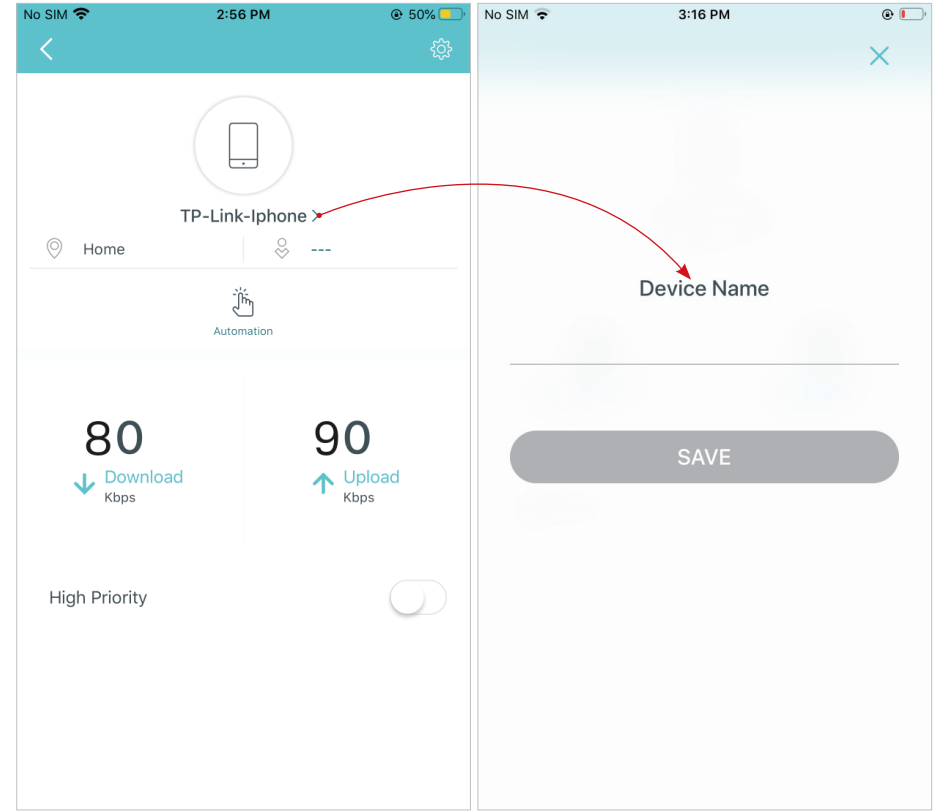 No SIM 2:56 PM 50%
TP-Link-Iphone
Home ---
Automation
80 90
Download Upload
Kbps Kbps
High Priority
No SIM 3:16 PM
Device Name
SAVE